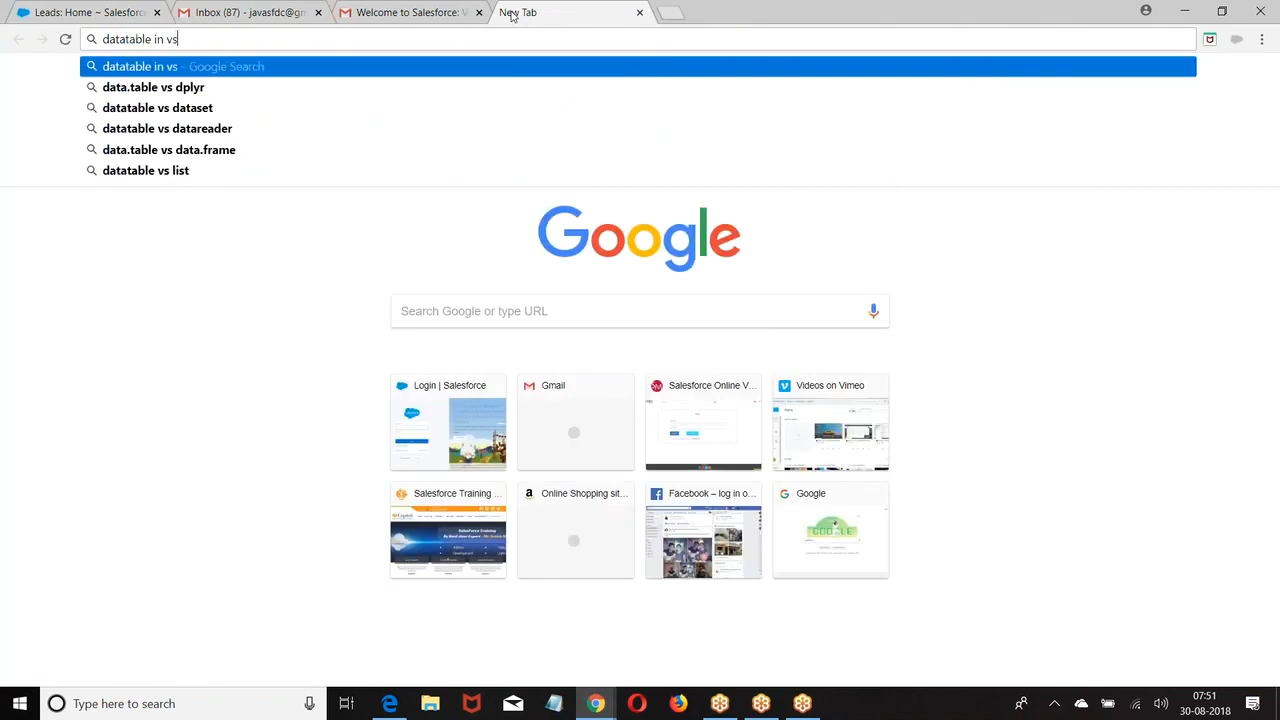 Leads: Home ~ Salesforce
Inbox (87) - javasfdc@gm
Welcome to Salesforce: V
New Tab
datatable in vs
datatable in vs - Google Search
data.table vs dplyr
datatable vs dataset
datatable vs datareader
data.table vs data.frame
datatable vs list
Google
Search Google or type URL
Login | Salesforce
Gmail
Salesforce Online V...
Videos on Vimeo
Salesforce Training ...
Online Shopping sit...
Facebook – log in o...
Google
Type here to search
07:51
30-08-2018